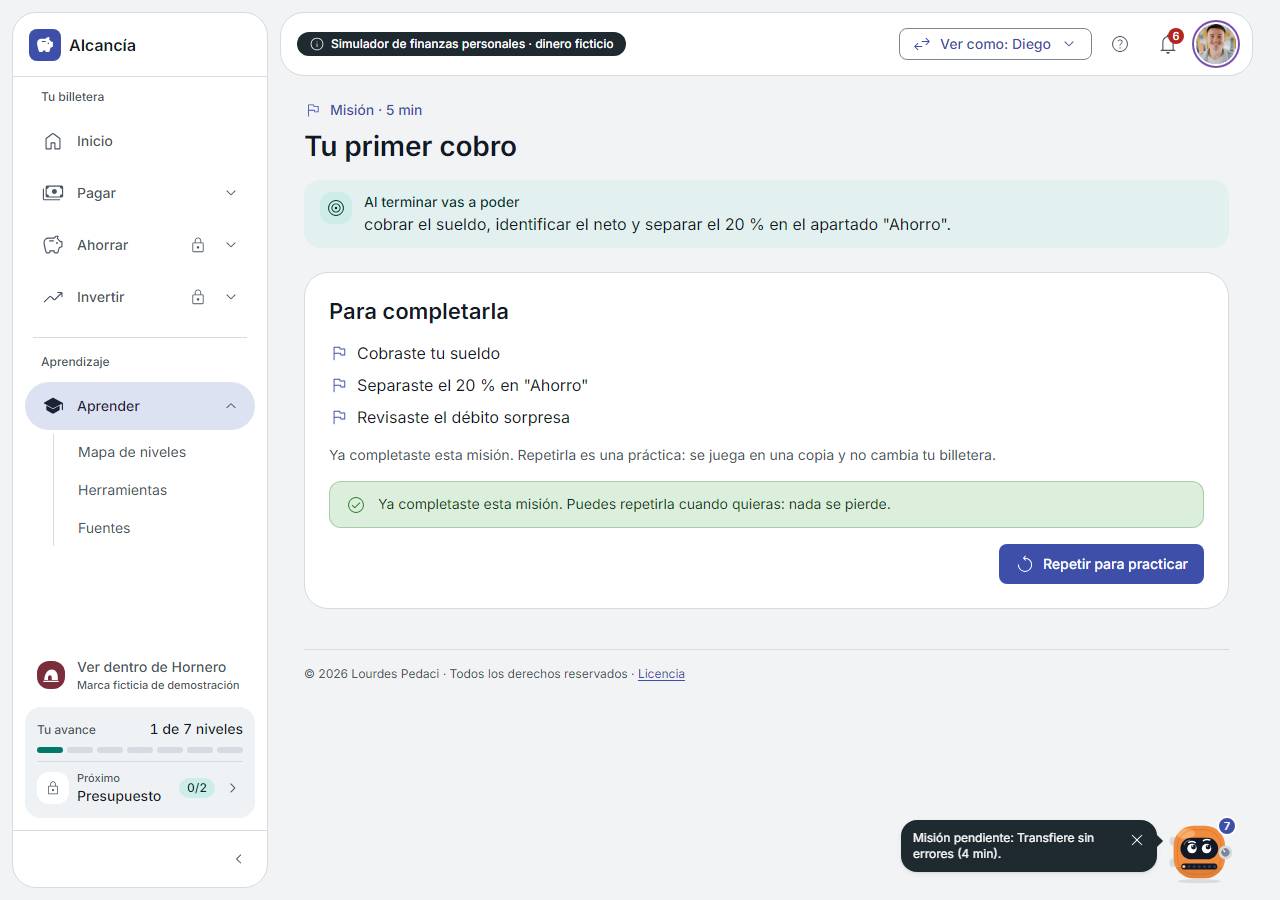 Alcancía
Tu billetera
Inicio
Pagar
Ahorrar
Invertir
Aprendizaje
Aprender
Mapa de niveles
Herramientas
Fuentes
Ver dentro de Hornero
Marca ficticia de demostración
Tu avance
1 de 7 niveles
Próximo
Presupuesto
0/2
Simulador de finanzas personales · dinero ficticio
Ver como: Diego
6
Misión · 5 min
Tu primer cobro
Al terminar vas a poder
cobrar el sueldo, identificar el neto y separar el 20 % en el apartado "Ahorro".
Para completarla
Cobraste tu sueldo
Separaste el 20 % en "Ahorro"
Revisaste el débito sorpresa
Ya completaste esta misión. Repetirla es una práctica: se juega en una copia y no cambia tu billetera.
Ya completaste esta misión. Puedes repetirla cuando quieras: nada se pierde.
Repetir para practicar
© 2026 Lourdes Pedaci · Todos los derechos reservados · Licencia
Misión pendiente: Transfiere sin
errores (4 min).
7